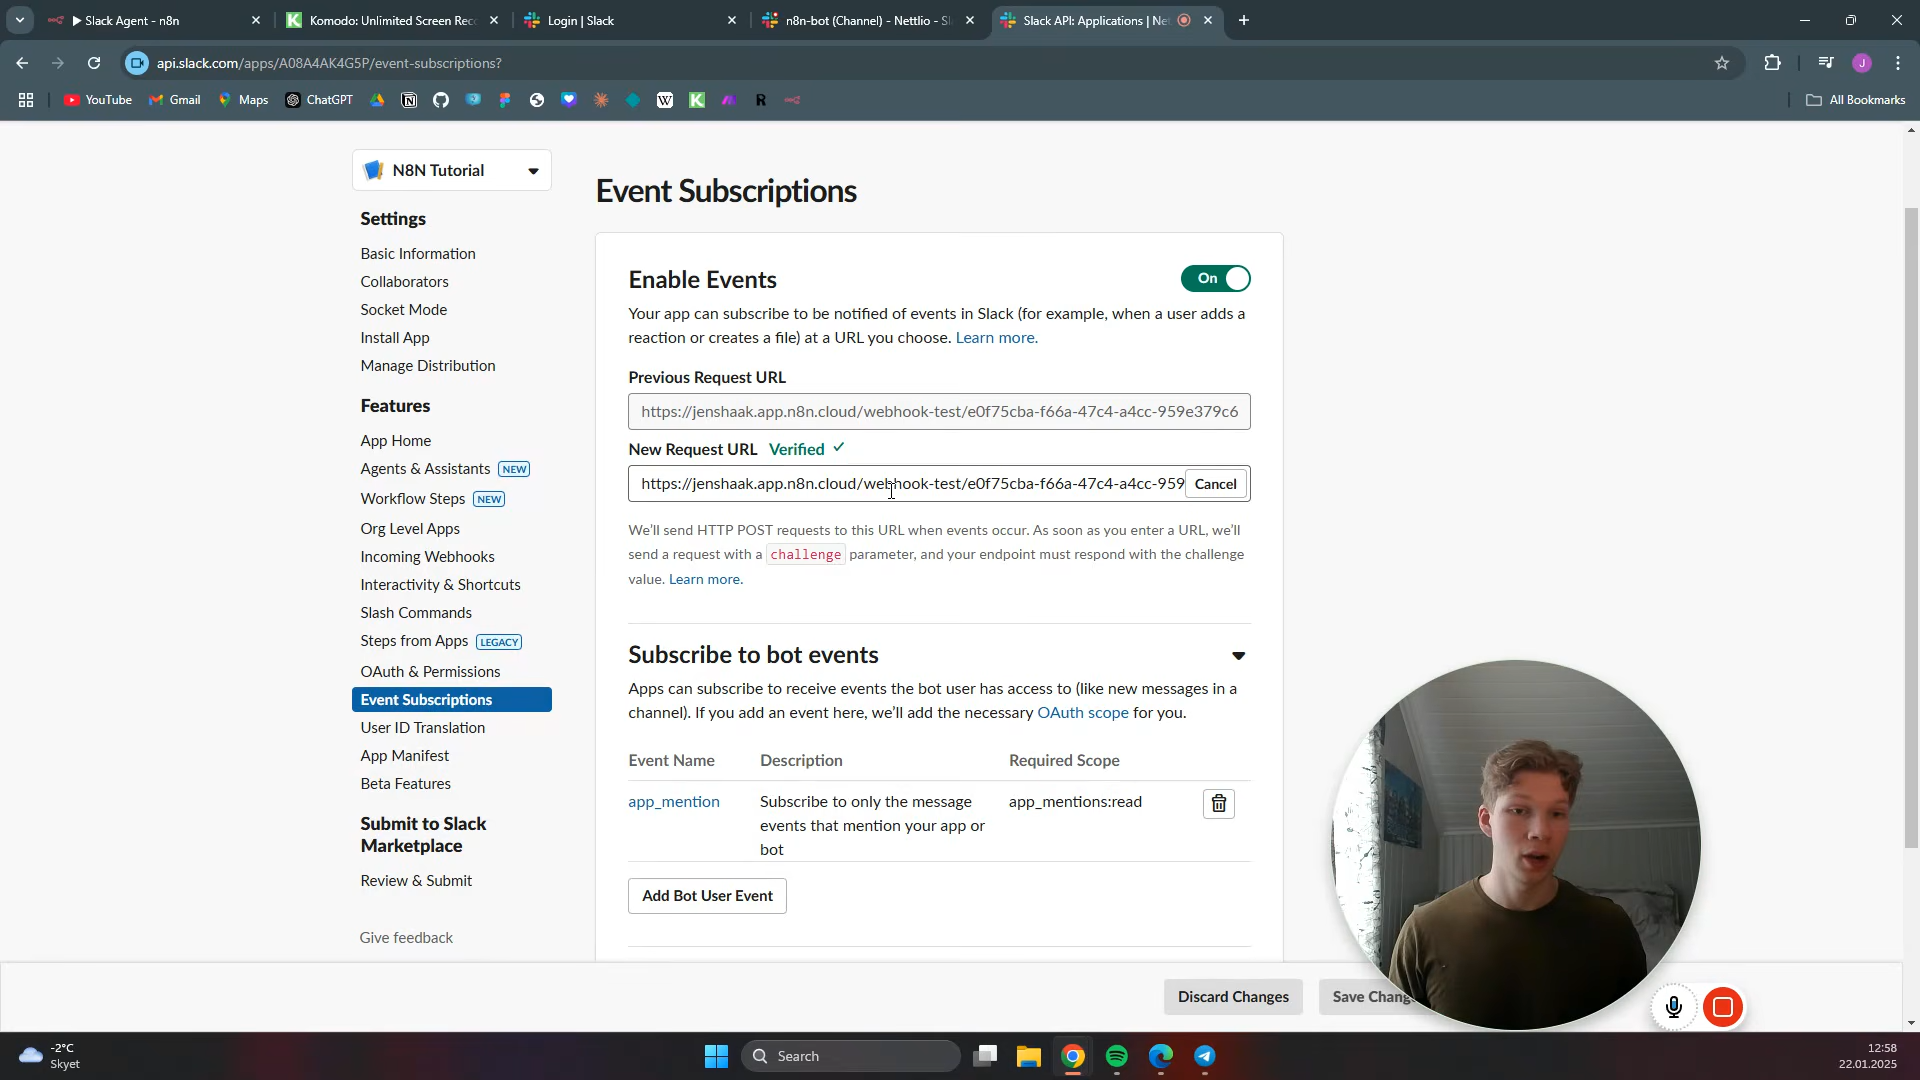 Slack Agent - n8n
Komodo: Unlimited Screen Rec
Login | Slack
n8n-bot (Channel) - Nettlio - Sl
Slack API: Applications | Net
api.slack.com/apps/A08A4AK4G5P/event-subscriptions?
YouTube
Gmail
Maps
ChatGPT
All Bookmarks
N8N Tutorial
Settings
Basic Information
Collaborators
Socket Mode
Install App
Manage Distribution
Features
App Home
Agents & Assistants NEW
Workflow Steps NEW
Org Level Apps
Incoming Webhooks
Interactivity & Shortcuts
Slash Commands
Steps from Apps LEGACY
OAuth & Permissions
Event Subscriptions
User ID Translation
App Manifest
Beta Features
Submit to Slack
Marketplace
Review & Submit
Give feedback
Event Subscriptions
Enable Events
On
Your app can subscribe to be notified of events in Slack (for example, when a user adds a
reaction or creates a file) at a URL you choose. Learn more.
Previous Request URL
https://jenshaak.app.n8n.cloud/webhook-test/e0f75cba-f66a-47c4-a4cc-959e379c6
New Request URL Verified
https://jenshaak.app.n8n.cloud/webhook-test/e0f75cba-f66a-47c4-a4cc-959
Cancel
We'll send HTTP POST requests to this URL when events occur. As soon as you enter a URL, we'll
send a request with a challenge parameter, and your endpoint must respond with the challenge
value. Learn more.
Subscribe to bot events
Apps can subscribe to receive events the bot user has access to (like new messages in a
channel). If you add an event here, we'll add the necessary OAuth scope for you.
Event Name Description Required Scope
app_mention Subscribe to only the message app_mentions:read
events that mention your app or
bot
Add Bot User Event
Discard Changes
Save Chang
-2°C
Skyet
Search
12:58
22.01.2025